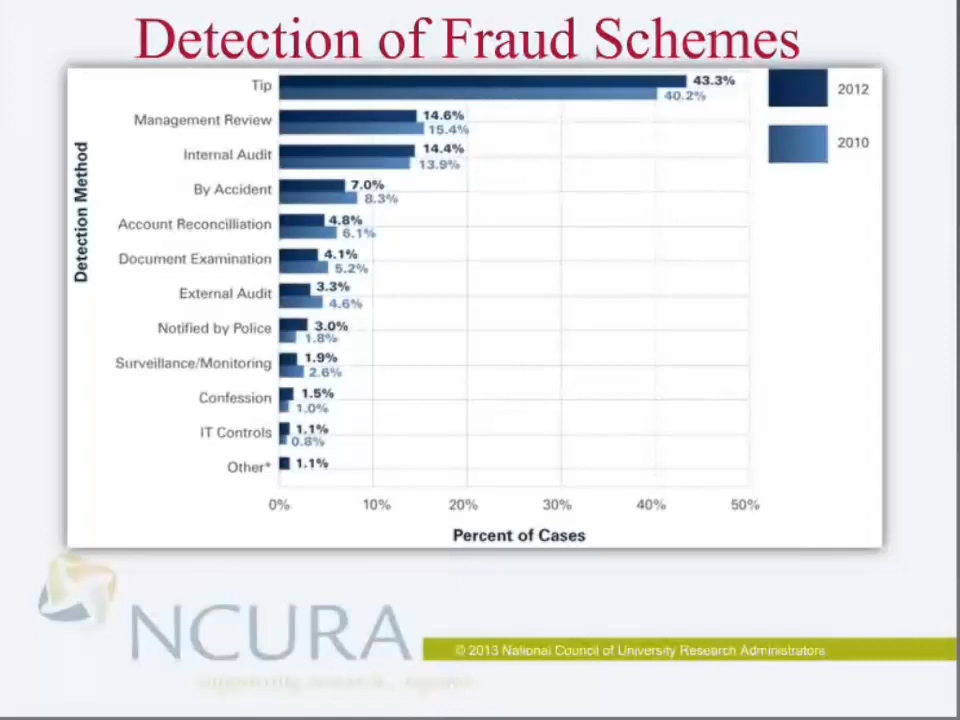 Detection of Fraud Schemes
Detection Method
Tip
43.3%
40.2%
Management Review
14.6%
15.4%
Internal Audit
14.4%
13.9%
By Accident
7.0%
8.3%
Account Reconcilliation
4.8%
6.1%
Document Examination
4.1%
5.2%
External Audit
3.3%
4.6%
Notified by Police
3.0%
1.8%
Surveillance/Monitoring
1.9%
2.6%
Confession
1.5%
1.0%
IT Controls
1.1%
0.8%
Other*
1.1%
0% 10% 20% 30% 40% 50%
Percent of Cases
2012
2010
NCURA
© 2013 National Council of University Research Administrators